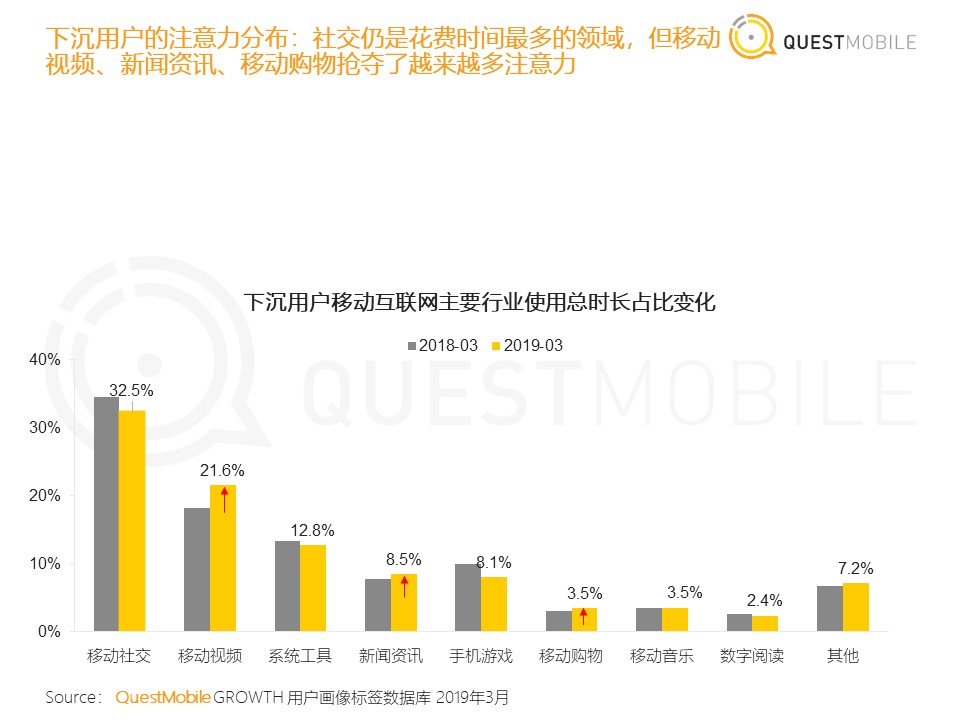 下沉用户的注意力分布：社交仍是花费时间最多的领域，但移动
视频、新闻资讯、移动购物抢夺了越来越多注意力
QUESTMOBILE
下沉用户移动互联网主要行业使用总时长占比变化
2018-03 2019-03
QUESTMOBILE
40%
30%
20%
10%
0%
32.5%
21.6%
12.8%
8.5%
8.1%
3.5%
3.5%
2.4%
7.2%
移动社交 移动视频 系统工具 新闻资讯 手机游戏 移动购物 移动音乐 数字阅读 其他
Source： QuestMobile GROWTH 用户画像标签数据库 2019年3月